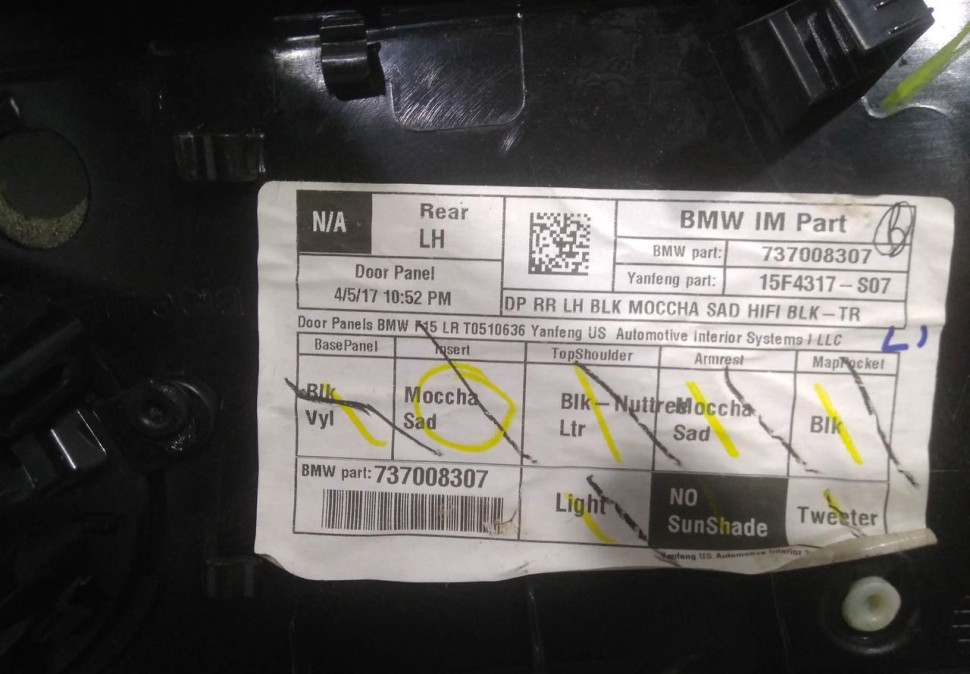 N/A
Rear
LH
BMW IM Part
B
BMW part: 737008307
Door Panel
4/5/17 10:52 PM
Yanfeng part: 15F4317-S07
DP RR LH BLK MOCCHA SAD HIFI BLK-TR
Door Panels BMW F15 LR T0510636 Yanfeng US Automotive Interior Systems I LLC
BasePanel Insert TopShoulder Armrest MapPocket
Blk
Vyl
Moccha
Sad
Blk-Nuttres
Ltr
Moccha
Sad
Blk
BMW part: 737008307
Light
NO
SunShade
Tweeter
Yanfeng US Automotive Interior